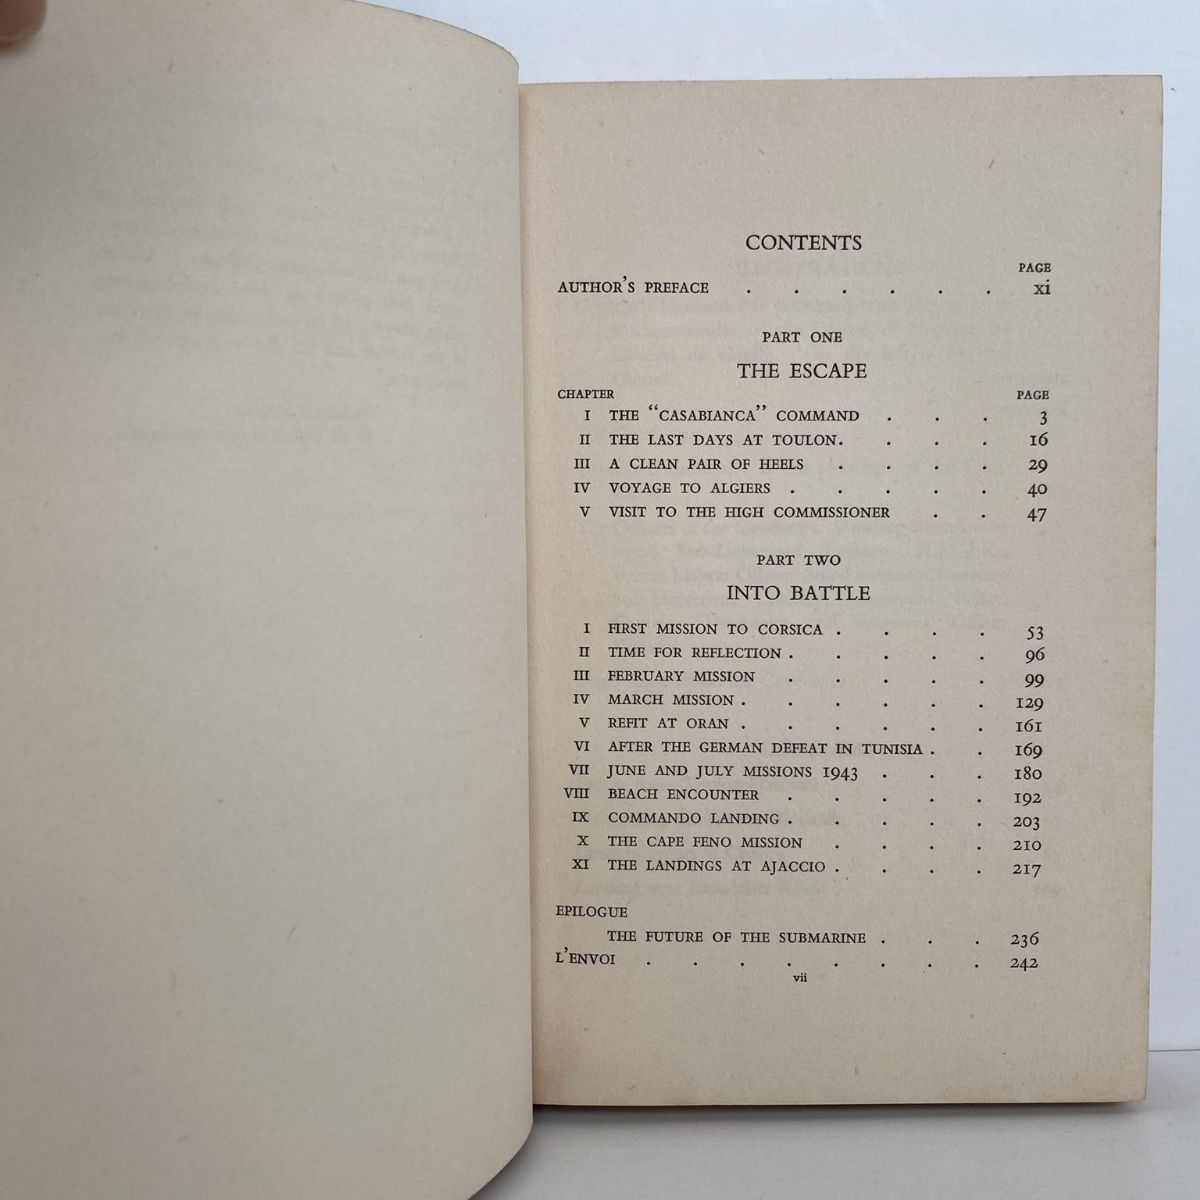 CONTENTS
PAGE
AUTHOR'S PREFACE . . . . . . xi
PART ONE
THE ESCAPE
CHAPTER PAGE
I THE "CASABIANCA" COMMAND . . . 3
II THE LAST DAYS AT TOULON. . . . 16
III A CLEAN PAIR OF HEELS . . . . 29
IV VOYAGE TO ALGIERS . . . . . 40
V VISIT TO THE HIGH COMMISSIONER . . 47
PART TWO
INTO BATTLE
I FIRST MISSION TO CORSICA . . . . 53
II TIME FOR REFLECTION . . . . . 96
III FEBRUARY MISSION . . . . . 99
IV MARCH MISSION . . . . . . 129
V REFIT AT ORAN . . . . . . 161
VI AFTER THE GERMAN DEFEAT IN TUNISIA . . 169
VII JUNE AND JULY MISSIONS 1943 . . . 180
VIII BEACH ENCOUNTER . . . . . 192
IX COMMANDO LANDING . . . . . 203
X THE CAPE FENO MISSION . . . . 210
XI THE LANDINGS AT AJACCIO . . . . 217
EPILOGUE
THE FUTURE OF THE SUBMARINE . . . 236
L'ENVOI . . . . . . . . 242
vii